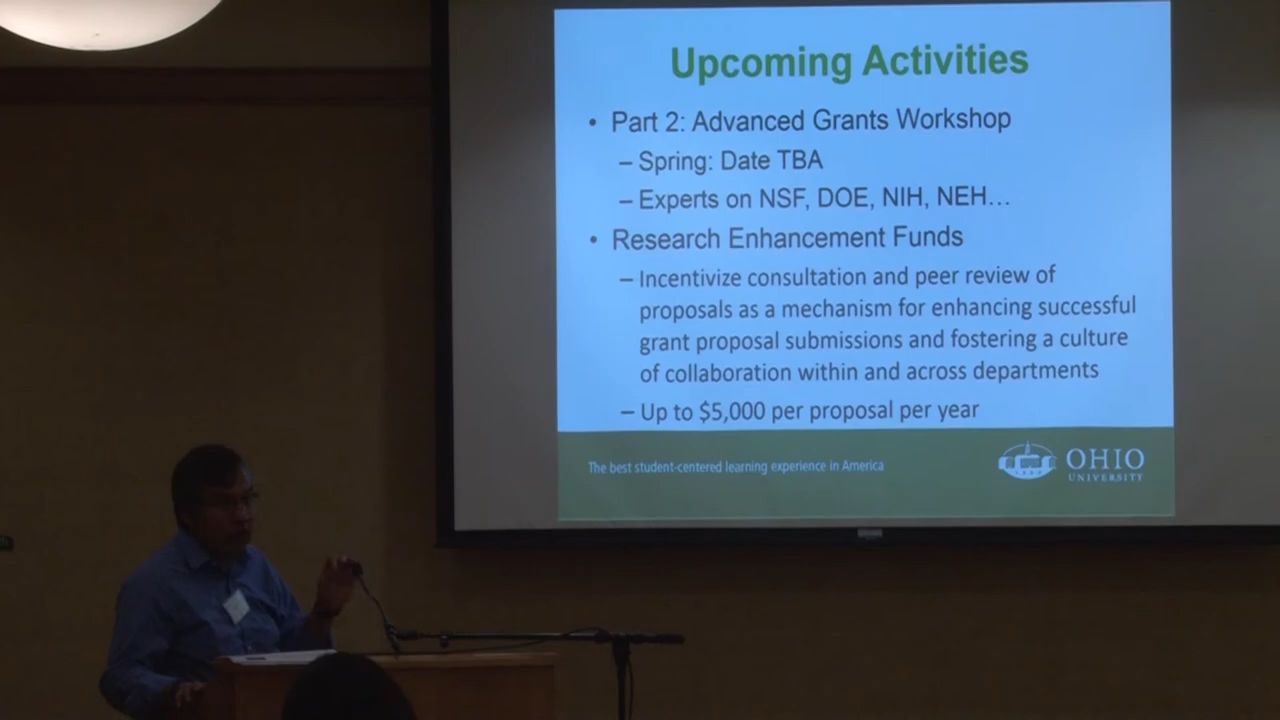 Upcoming Activities
• Part 2: Advanced Grants Workshop
– Spring: Date TBA
– Experts on NSF, DOE, NIH, NEH…
• Research Enhancement Funds
– Incentivize consultation and peer review of
proposals as a mechanism for enhancing successful
grant proposal submissions and fostering a culture
of collaboration within and across departments
– Up to $5,000 per proposal per year
The best student-centered learning experience in America
OHIO
UNIVERSITY